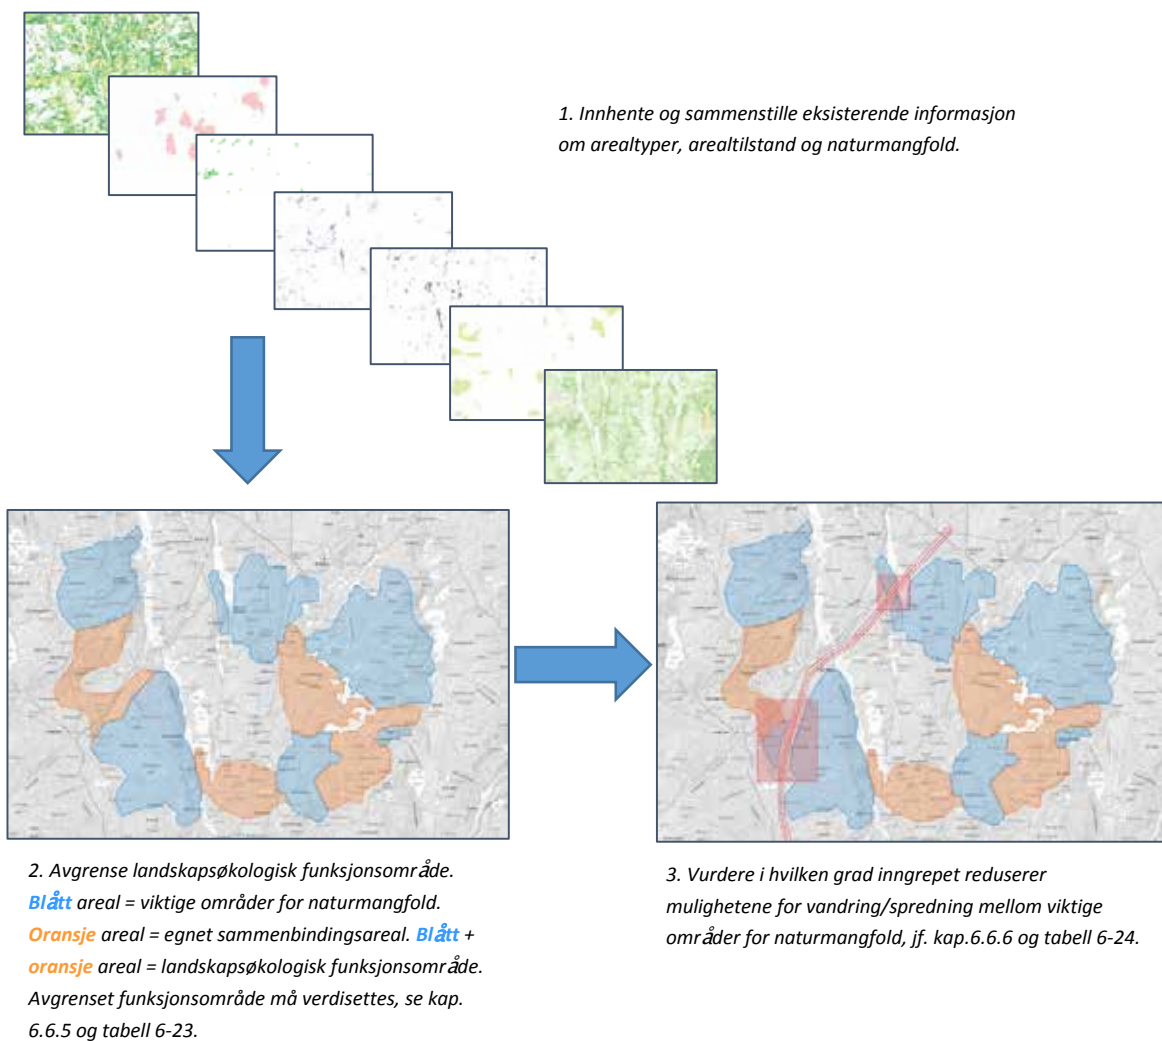 1. Innhente og sammenstille eksisterende informasjon
om arealtyper, arealtilstand og naturmangfold.
2. Avgrense landskapsøkologisk funksjonsområde.
Blått areal = viktige områder for naturmangfold.
Oransje areal = egnet sammenbindingsareal. Blått +
oransje areal = landskapsøkologisk funksjonsområde.
Avgrenset funksjonsområde må verdisettes, se kap.
6.6.5 og tabell 6-23.
3. Vurdere i hvilken grad inngrepet reduserer
mulighetene for vandring/spredning mellom viktige
områder for naturmangfold, jf. kap.6.6.6 og tabell 6-24.